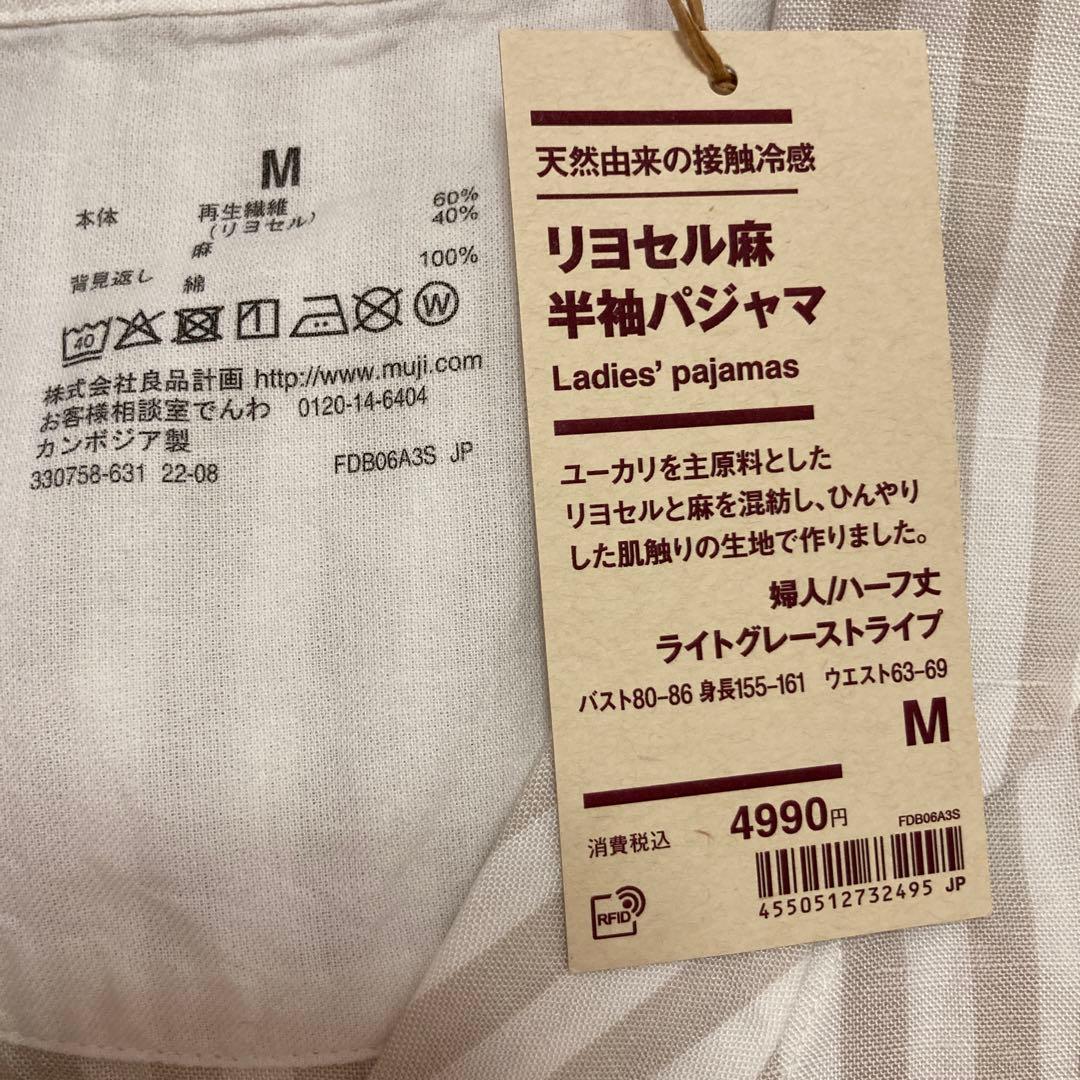 M
本体 再生繊維 60%
(リヨセル) 40%
麻
背見返し 綿 100%
40
W
株式会社良品計画 http://www.muji.com
お客様相談室でんわ 0120-14-6404
カンボジア製
330758-631 22-08 FDB06A3S JP
天然由来の接触冷感
リヨセル麻
半袖パジャマ
Ladies' pajamas
ユーカリを主原料とした
リヨセルと麻を混紡し、ひんやり
した肌触りの生地で作りました。
婦人/ハーフ丈
ライトグレーストライプ
バスト80-86 身長155-161 ウエスト63-69
M
消費税込 4990円
FDB06A3S
4550512732495 JP
RFID